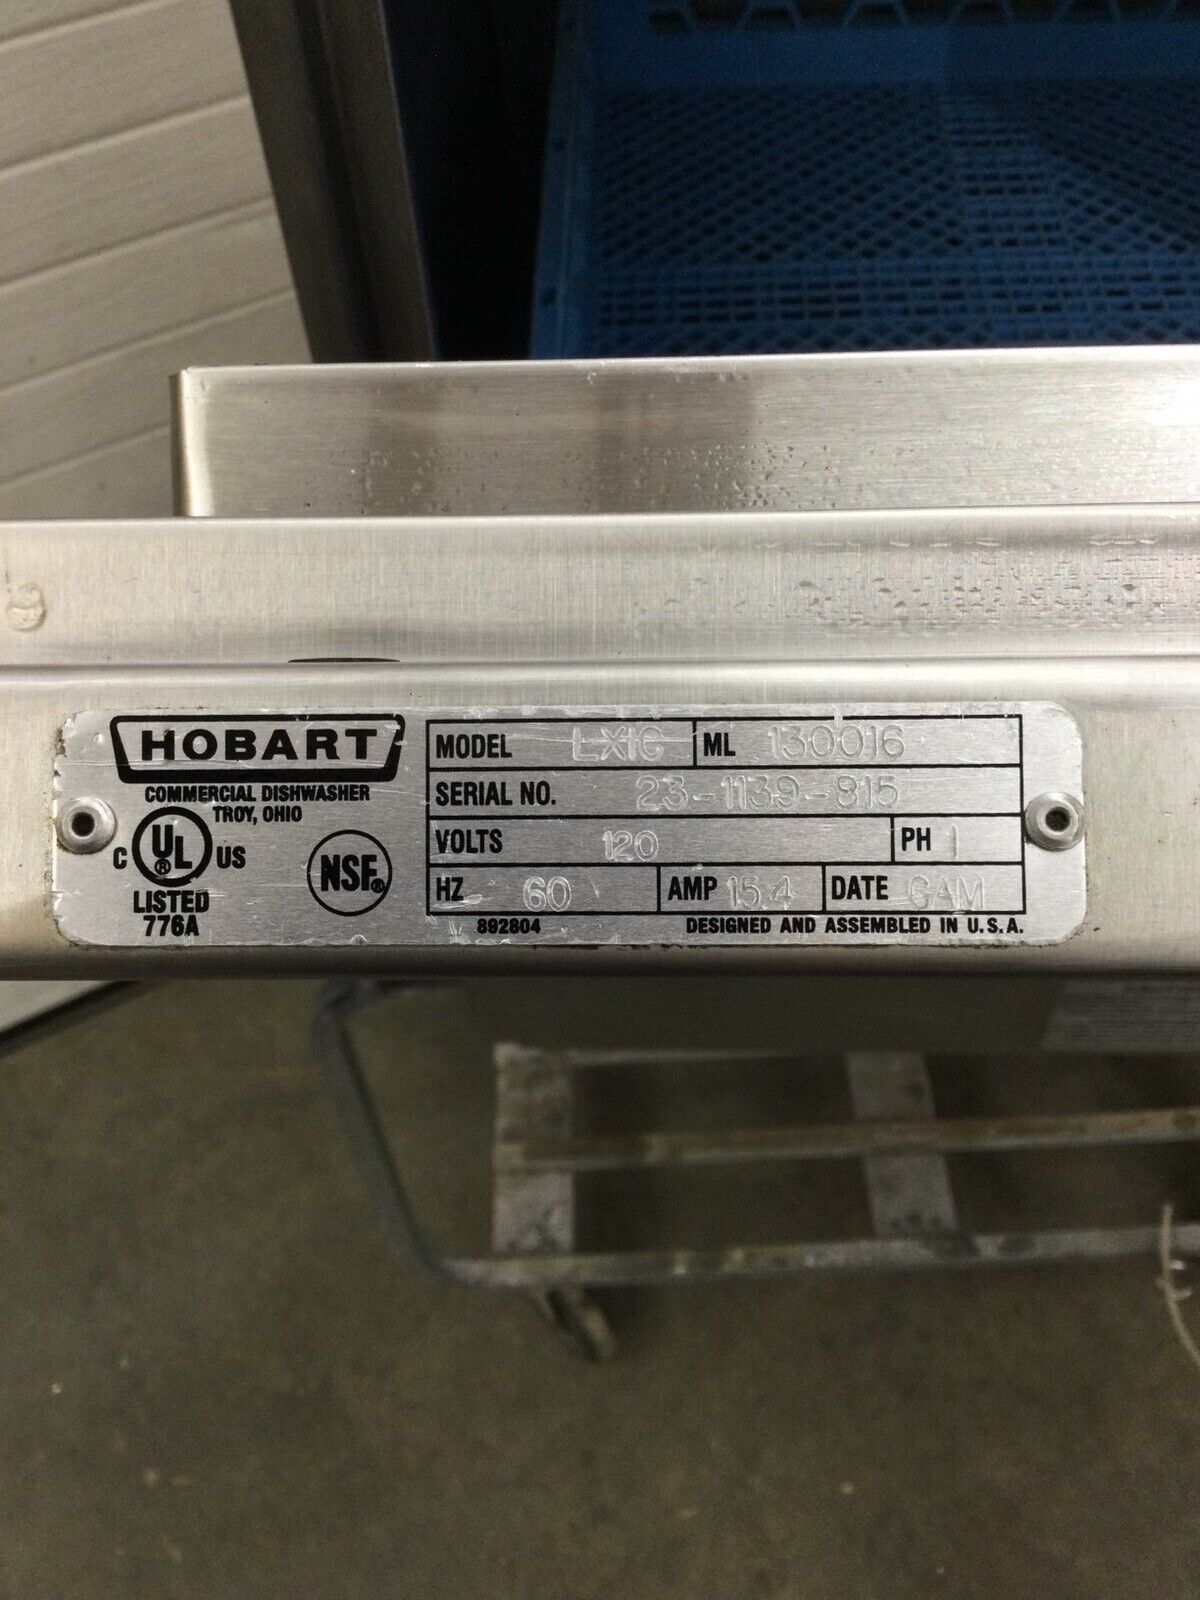 HOBART
COMMERCIAL DISHWASHER
TROY, OHIO
C UL® US
LISTED
776A
NSF®
MODEL LXIC ML 130016
SERIAL NO. 23-1139-815
VOLTS 120 PH 1
HZ 60 AMP 15.4 DATE GAM
892804 DESIGNED AND ASSEMBLED IN U.S.A.